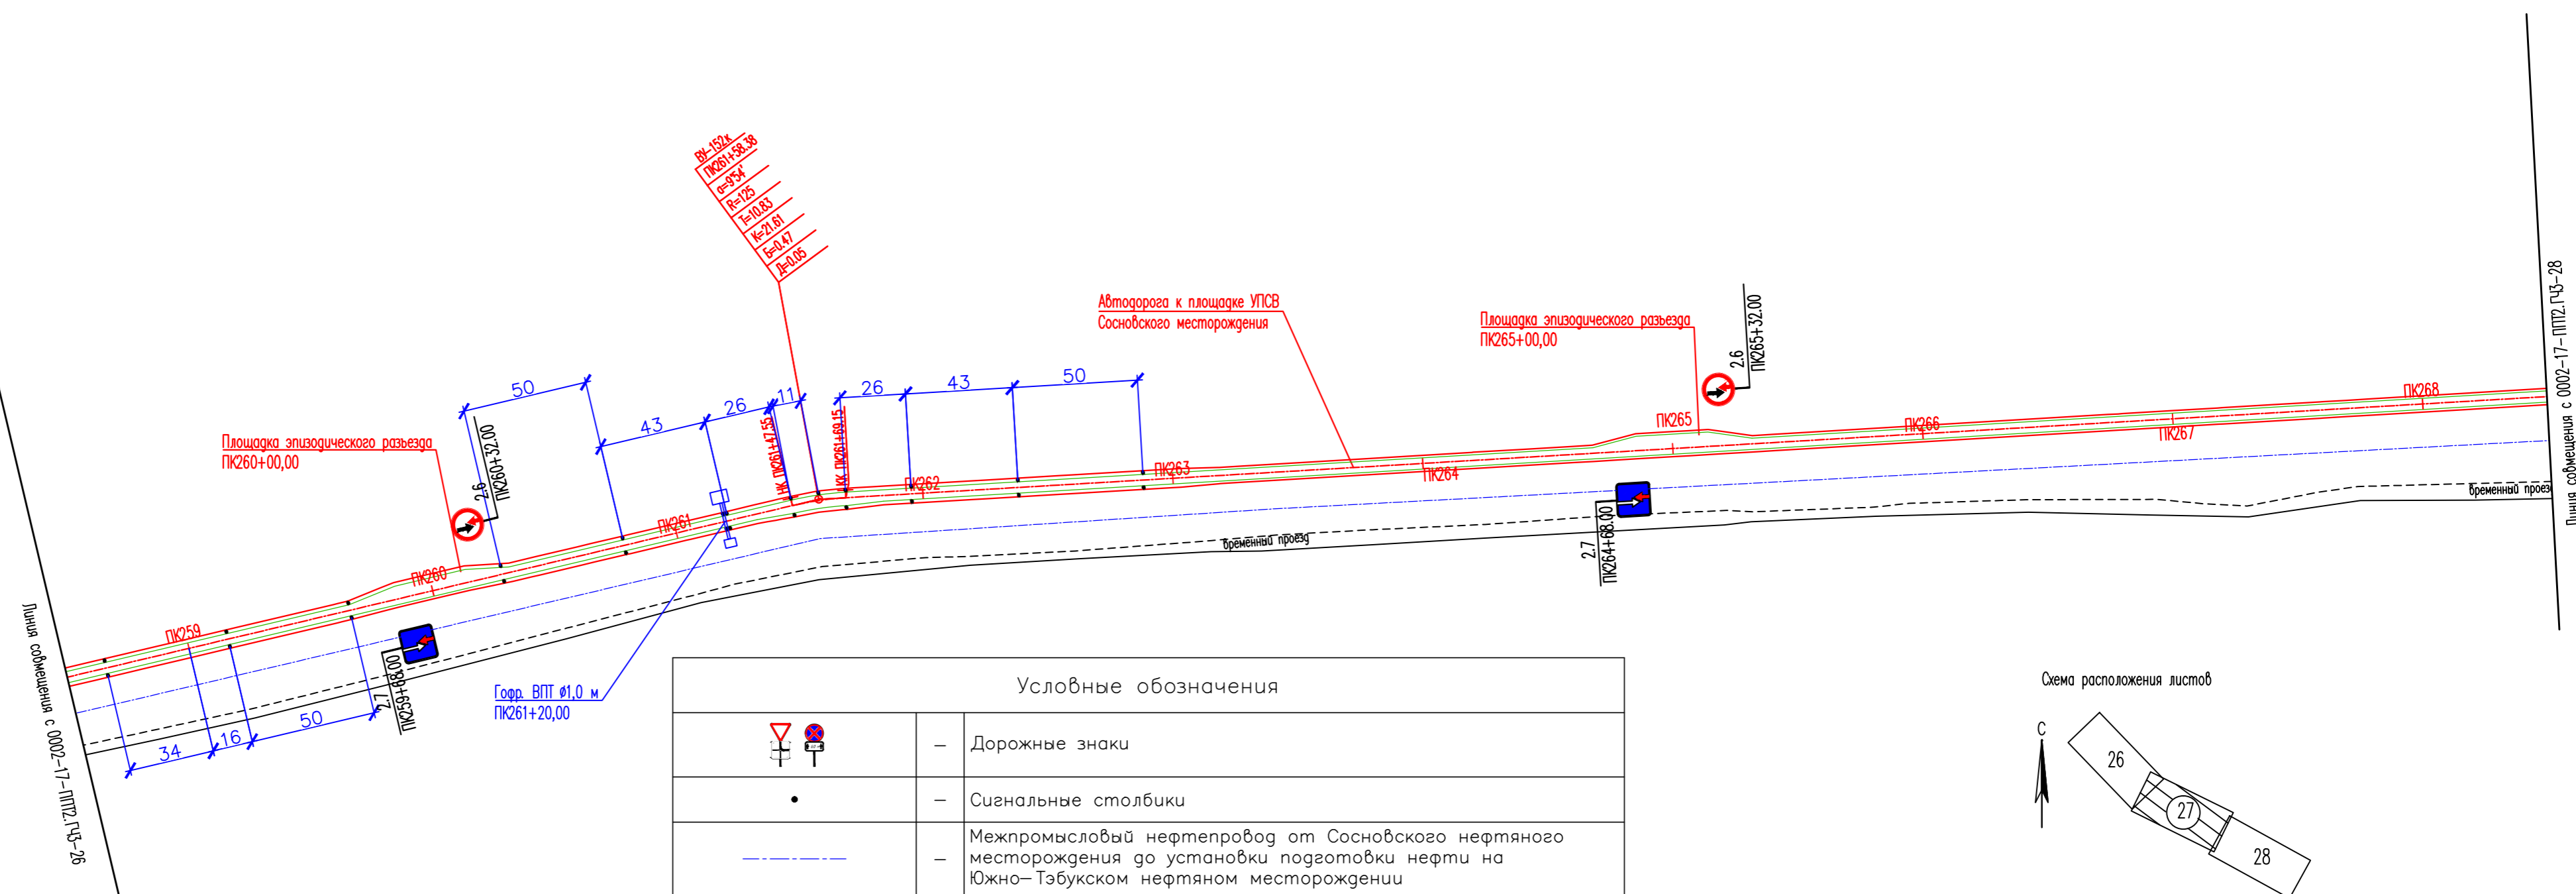 ВУ-152к
ПК261+58.38
α=9°54'
R=125
Т=10.83
К=21.61
Б=0.47
Д=0.05
Автодорога к площадке УПСВ
Сосновского месторождения
Площадка эпизодического разъезда
ПК265+00,00
2.6
ПК265+32.00
Линия совмещения с 0002-17-ППТ2.ГЧ3-28
50
43
26
11
26
43
50
НК ПК261+47.55
КК ПК261+69.15
Площадка эпизодического разъезда
ПК260+00,00
2.6
ПК260+32.00
ПК259
ПК260
ПК261
ПК262
ПК263
ПК264
ПК265
ПК266
ПК267
ПК268
временный проезд
временный проезд
2.7
ПК264+68.00
2.7
ПК259+68.00
Линия совмещения с 0002-17-ППТ2.ГЧ3-26
34
16
50
Гофр. ВПТ ø1,0 м
ПК261+20,00
Условные обозначения
– Дорожные знаки
– Сигнальные столбики
– Межпромысловый нефтепровод от Сосновского нефтяного
месторождения до установки подготовки нефти на
Южно-Тэбукском нефтяном месторождении
Схема расположения листов
С
26
27
28